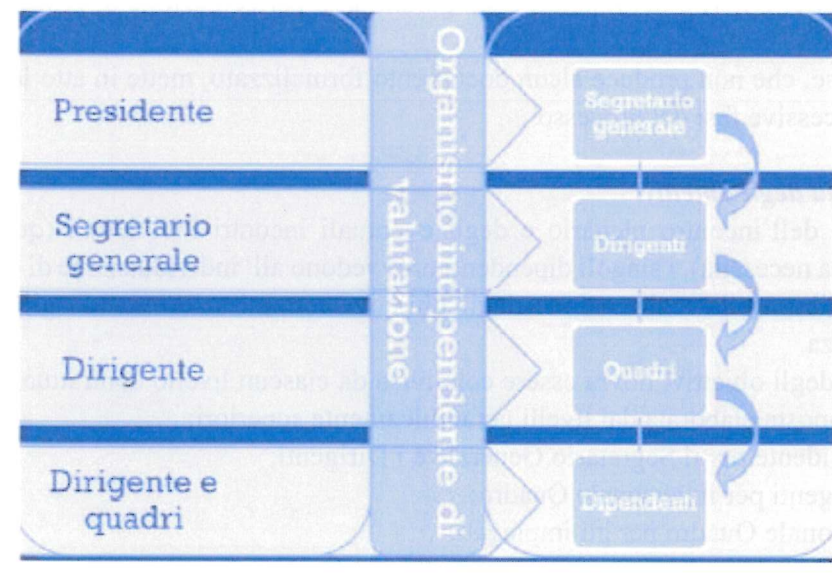 Presidente
Segretario
generale
Dirigente
Dirigente e
quadri
Organismo indipendente di
valutazione
Segretario
generale
Dirigenti
Quadri
Dipendenti